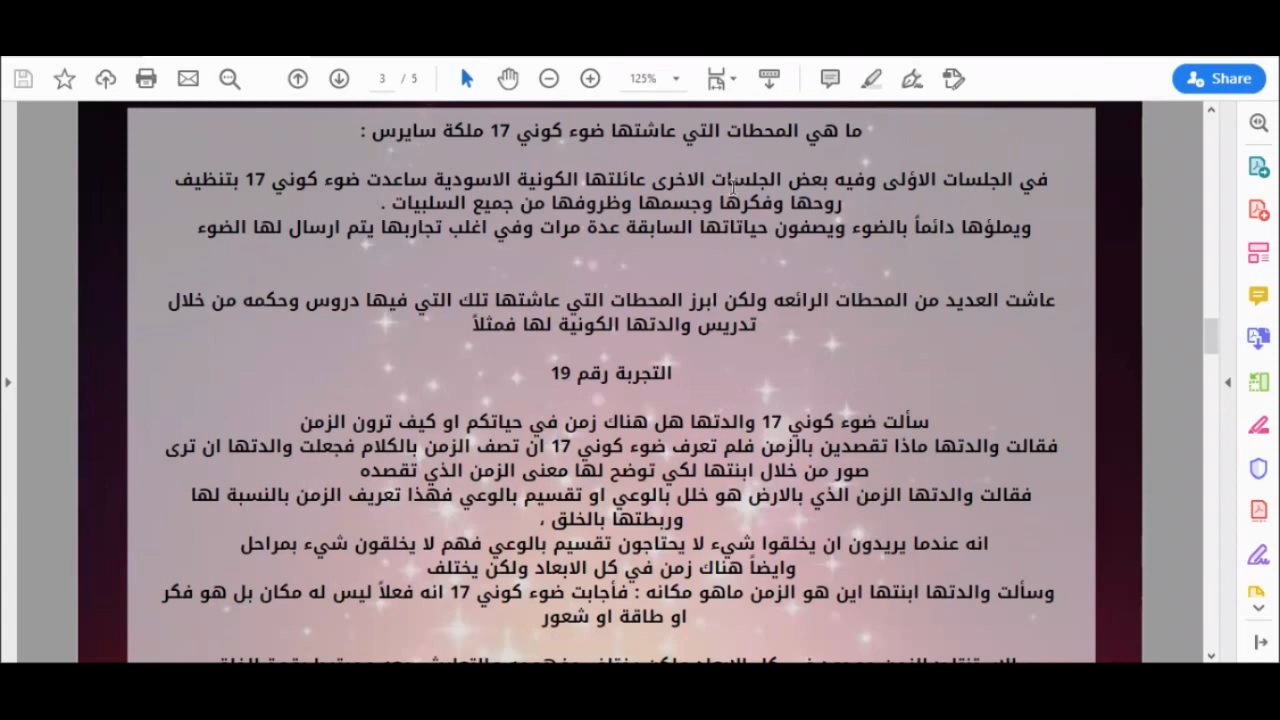 3 / 5
125%
Share
ما هي المحطات التي عاشتها ضوء كوني 17 ملكة سايرس :
في الجلسات الاؤلى وفيه بعض الجلسات الاخرى عائلتها الكونية الاسودية ساعدت ضوء كوني 17 بتنظيف
روحها وفكرها وجسمها وظروفها من جميع السلبيات .
ويملؤها دائماً بالضوء ويصفون حياتاتها السابقة عدة مرات وفي اغلب تجاربها يتم ارسال لها الضوء
عاشت العديد من المحطات الرائعه ولكن ابرز المحطات التي عاشتها تلك التي فيها دروس وحكمه من خلال
تدريس والدتها الكونية لها فمثلاً
التجربة رقم 19
سألت ضوء كوني 17 والدتها هل هناك زمن في حياتكم او كيف ترون الزمن
فقالت والدتها ماذا تقصدين بالزمن فلم تعرف ضوء كوني 17 ان تصف الزمن بالكلام فجعلت والدتها ان ترى
صور من خلال ابنتها لكي توضح لها معنى الزمن الذي تقصده
فقالت والدتها الزمن الذي بالارض هو خلل بالوعي او تقسيم بالوعي فهذا تعريف الزمن بالنسبة لها
وربطتها بالخلق ،
انه عندما يريدون ان يخلقوا شيء لا يحتاجون تقسيم بالوعي فهم لا يخلقون شيء بمراحل
وايضاً هناك زمن في كل الابعاد ولكن يختلف
وسألت والدتها ابنتها اين هو الزمن ماهو مكانه : فأجابت ضوء كوني 17 انه فعلاً ليس له مكان بل هو فكر
او طاقة او شعور